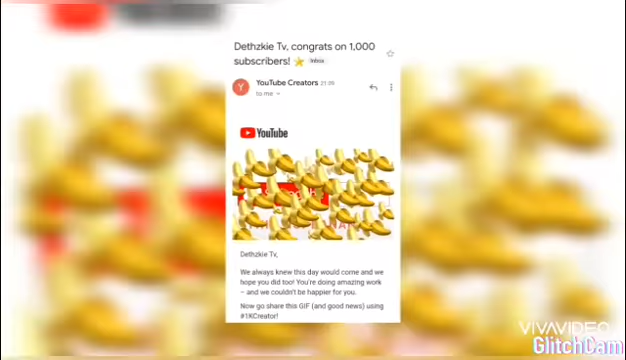 Dethzkie Tv, congrats on 1,000
subscribers! Inbox
Y YouTube Creators 21:39
to me
YouTube
Dethzkie Tv,
We always knew this day would come and we
hope you did too! You're doing amazing work
– and we couldn't be happier for you.
Now go share this GIF (and good news) using
#1KCreator!
VIVAVIDEO
GlitchCam